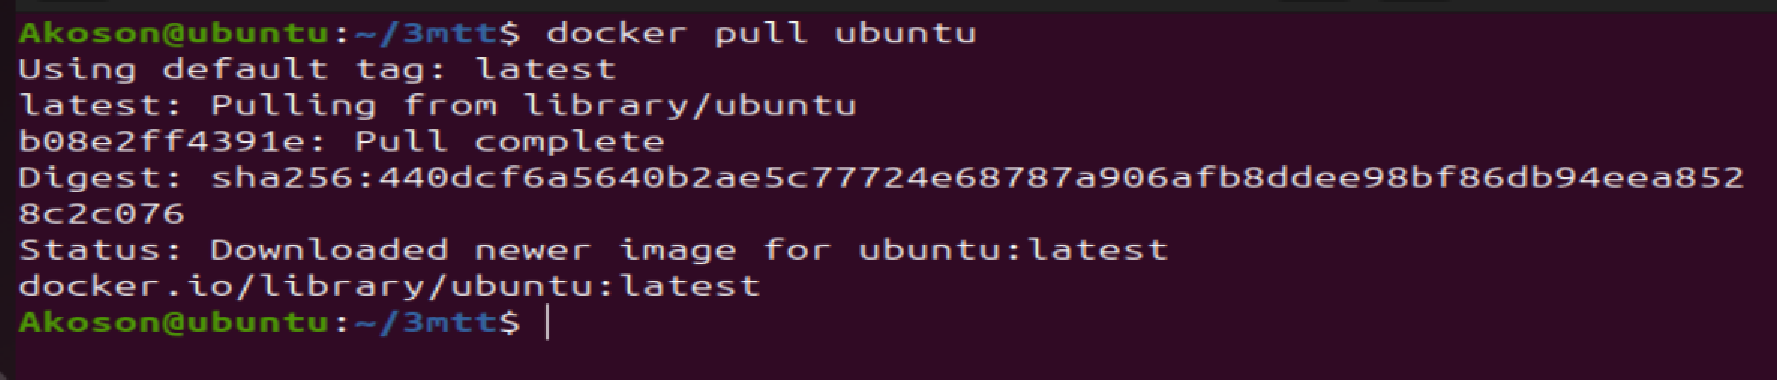 Akoson@ubuntu:~/3mtt$ docker pull ubuntu
Using default tag: latest
latest: Pulling from library/ubuntu
b08e2ff4391e: Pull complete
Digest: sha256:440dcf6a5640b2ae5c77724e68787a906afb8ddee98bf86db94eea852
8c2c076
Status: Downloaded newer image for ubuntu:latest
docker.io/library/ubuntu:latest
Akoson@ubuntu:~/3mtt$